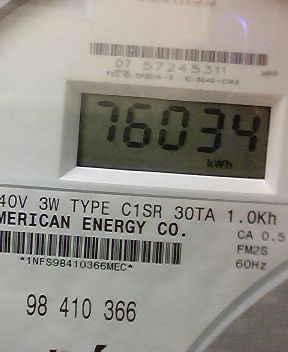 07 57245311
HPP
76034
kWh
40V 3W TYPE C1SR 30TA 1.0Kh
MERICAN ENERGY CO.
CA 0.5
*1NFS98410366MEC*
FM2S
60Hz
98 410 366